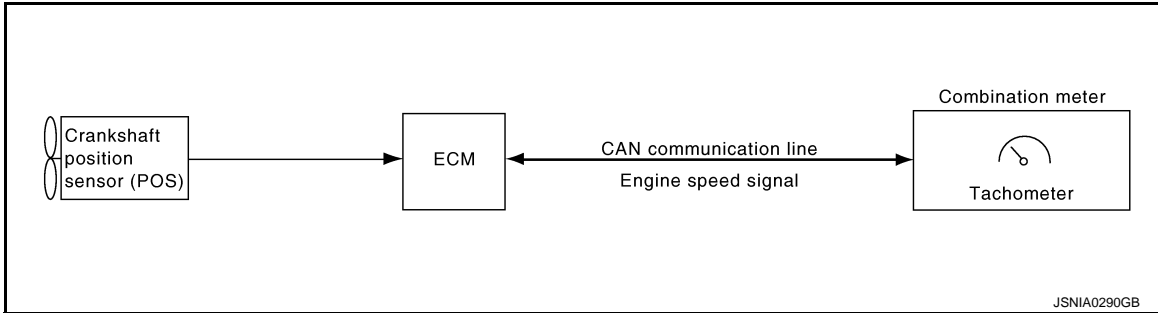 Crankshaft
position
sensor (POS)
ECM
CAN communication line
Engine speed signal
Combination meter
Tachometer
JSNIA0290GB